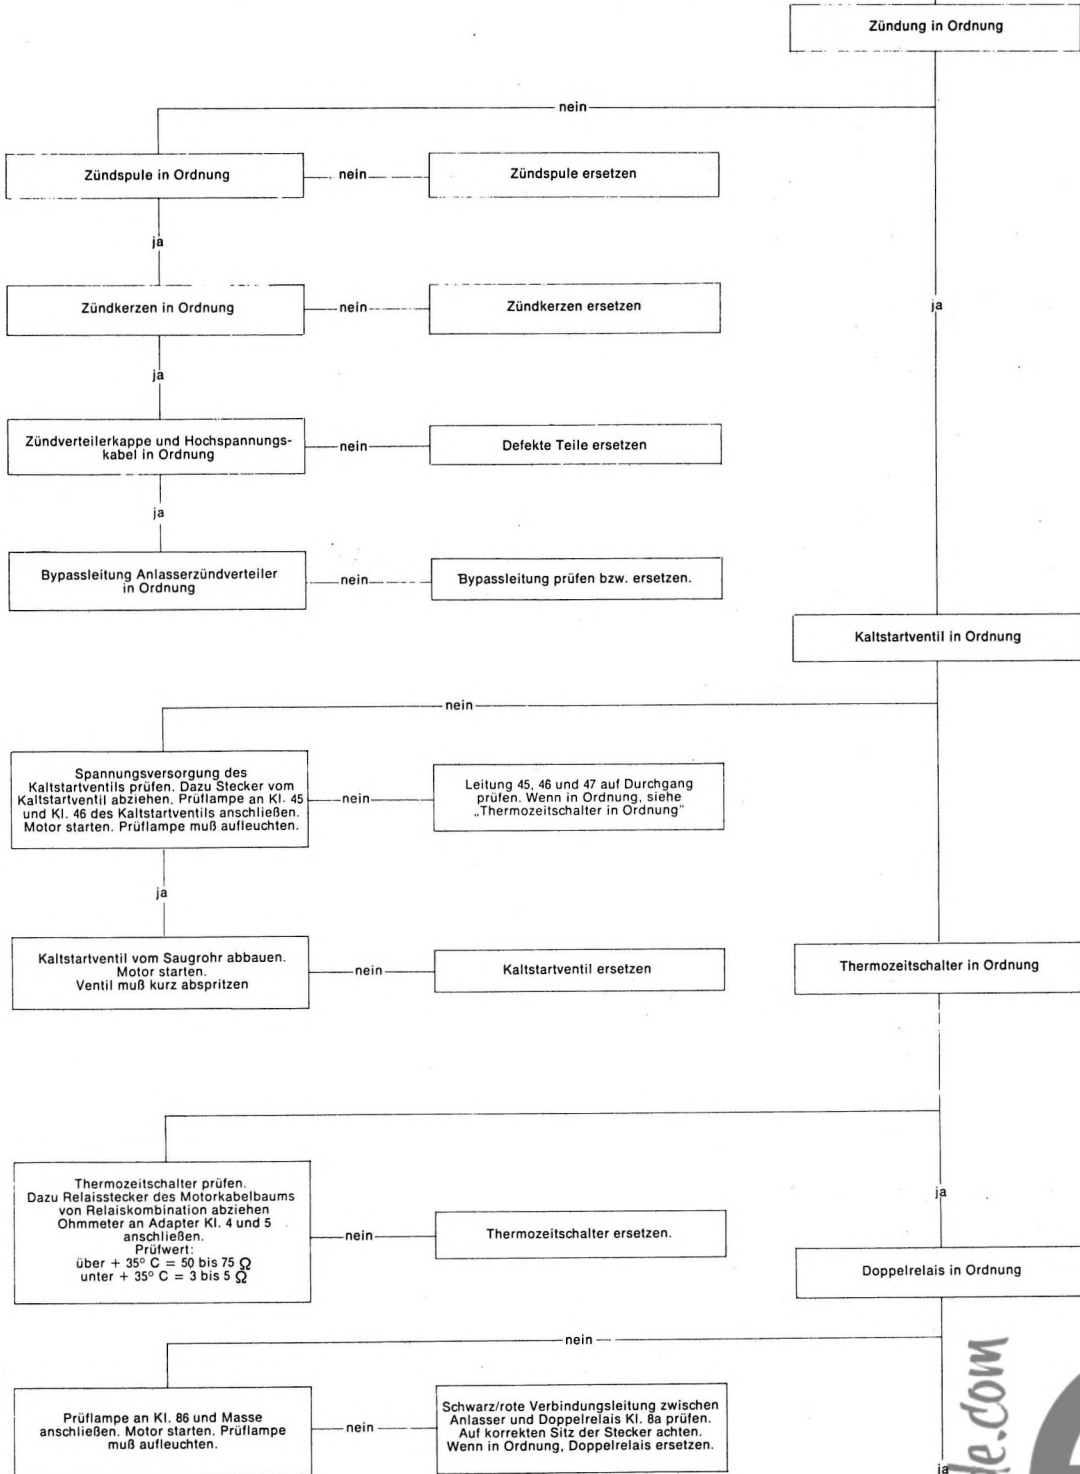 Zündung in Ordnung
nein
Zündspule in Ordnung
nein
Zündspule ersetzen
ja
Zündkerzen in Ordnung
nein
Zündkerzen ersetzen
ja
ja
Zündverteilerkappe und Hochspannungs-
kabel in Ordnung
nein
Defekte Teile ersetzen
ja
Bypassleitung Anlasserzündverteiler
in Ordnung
nein
Bypassleitung prüfen bzw. ersetzen.
Kaltstartventil in Ordnung
nein
Spannungsversorgung des
Kaltstartventils prüfen. Dazu Stecker vom
Kaltstartventil abziehen. Prüflampe an Kl. 45
und Kl. 46 des Kaltstartventils anschließen.
Motor starten. Prüflampe muß aufleuchten.
nein
Leitung 45, 46 und 47 auf Durchgang
prüfen. Wenn in Ordnung, siehe
„Thermozeitschalter in Ordnung"
ja
Kaltstartventil vom Saugrohr abbauen.
Motor starten.
Ventil muß kurz abspritzen
nein
Kaltstartventil ersetzen
Thermozeitschalter in Ordnung
Thermozeitschalter prüfen.
Dazu Relaisstecker des Motorkabelbaums
von Relaiskombination abziehen
Ohmmeter an Adapter Kl. 4 und 5
anschließen.
Prüfwert:
über + 35° C = 50 bis 75 Ω
unter + 35° C = 3 bis 5 Ω
nein
Thermozeitschalter ersetzen.
ja
Doppelrelais in Ordnung
nein
Prüflampe an Kl. 86 und Masse
anschließen. Motor starten. Prüflampe
muß aufleuchten.
nein
Schwarz/rote Verbindungsleitung zwischen
Anlasser und Doppelrelais Kl. 8a prüfen.
Auf korrekten Sitz der Stecker achten.
Wenn in Ordnung, Doppelrelais ersetzen.
ja
de.com